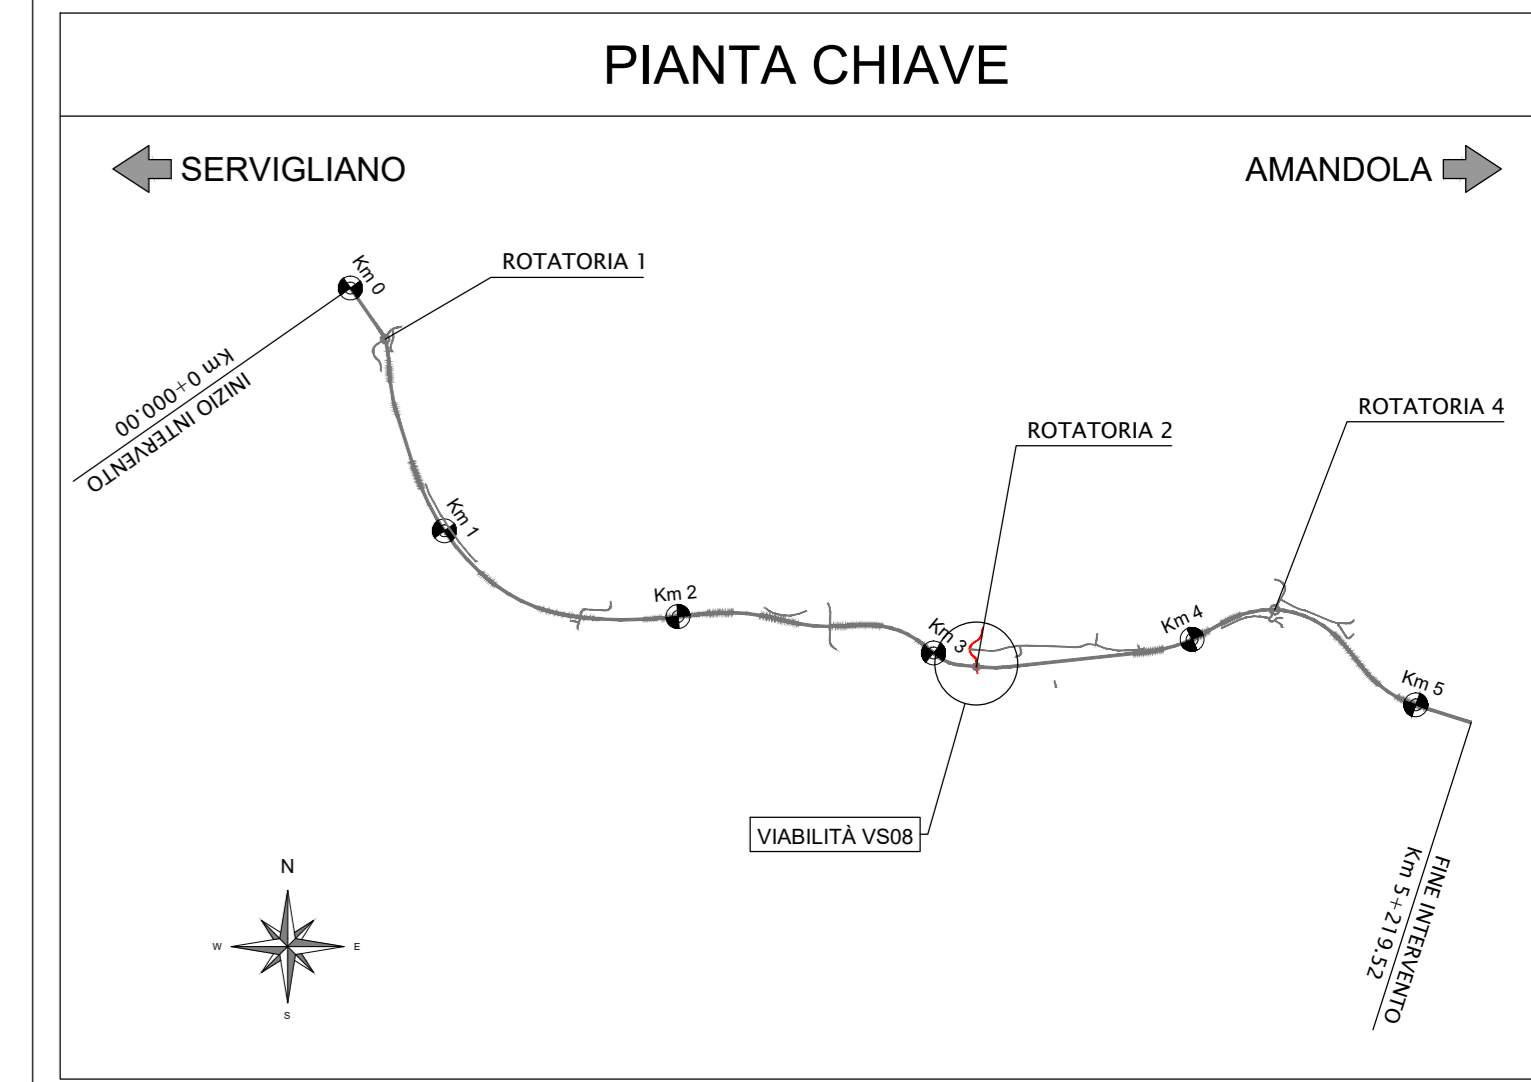 PIANTA CHIAVE
SERVIGLIANO
AMANDOLA
Km 0
ROTATORIA 1
Km 0+000.00
INIZIO INTERVENTO
ROTATORIA 4
ROTATORIA 2
Km 1
Km 2
Km 3
Km 4
Km 5
VIABILITÀ VS08
FINE INTERVENTO
Km 5+219.52
N
W
E
S